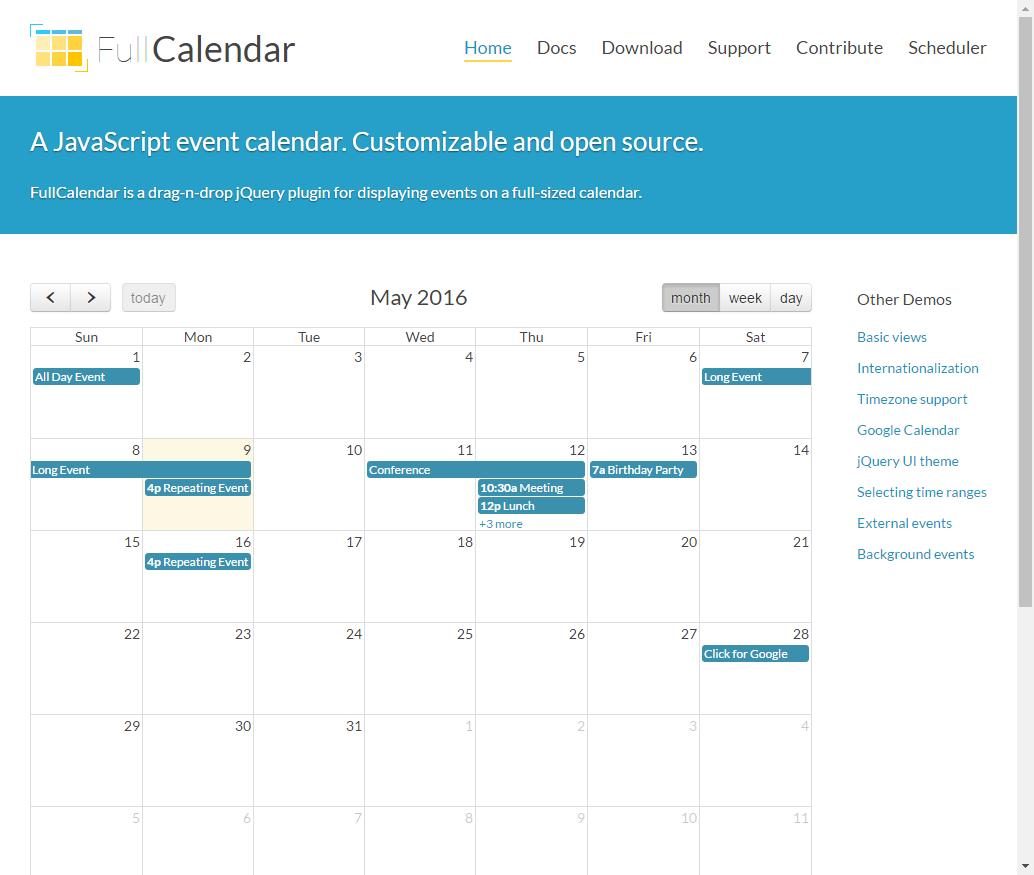 FullCalendar
Home Docs Download Support Contribute Scheduler
A JavaScript event calendar. Customizable and open source.
FullCalendar is a drag-n-drop jQuery plugin for displaying events on a full-sized calendar.
today May 2016 month week day
Sun Mon Tue Wed Thu Fri Sat
1 2 3 4 5 6 7
All Day Event Long Event
8 9 10 11 12 13 14
Long Event Conference 7a Birthday Party
4p Repeating Event 10:30a Meeting
12p Lunch
+3 more
15 16 17 18 19 20 21
4p Repeating Event
22 23 24 25 26 27 28
Click for Google
29 30 31 1 2 3 4
5 6 7 8 9 10 11
Other Demos
Basic views
Internationalization
Timezone support
Google Calendar
jQuery UI theme
Selecting time ranges
External events
Background events